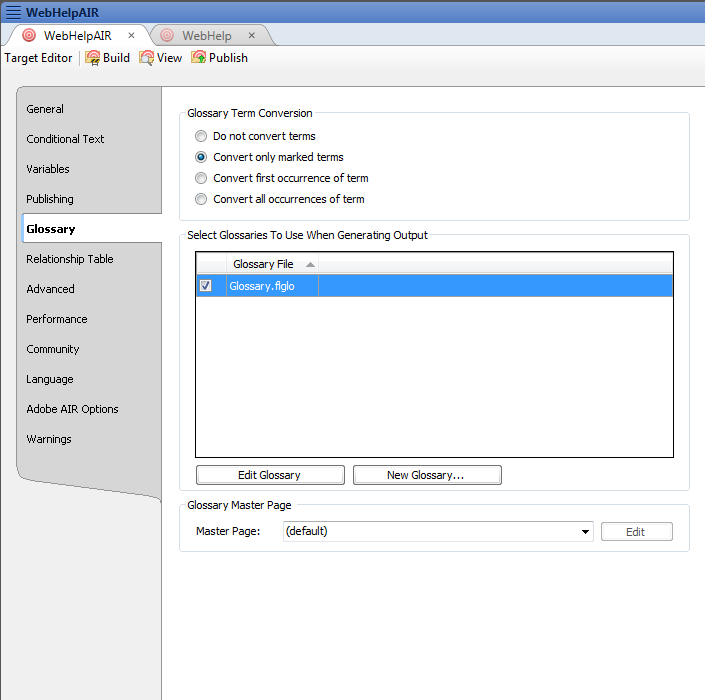 WebHelpAIR
WebHelpAIR WebHelp
Target Editor Build View Publish
General
Conditional Text
Variables
Publishing
Glossary
Relationship Table
Advanced
Performance
Community
Language
Adobe AIR Options
Warnings
Glossary Term Conversion
Do not convert terms
Convert only marked terms
Convert first occurrence of term
Convert all occurrences of term
Select Glossaries To Use When Generating Output
Glossary File
Glossary.flglo
Edit Glossary New Glossary...
Glossary Master Page
Master Page: (default) Edit